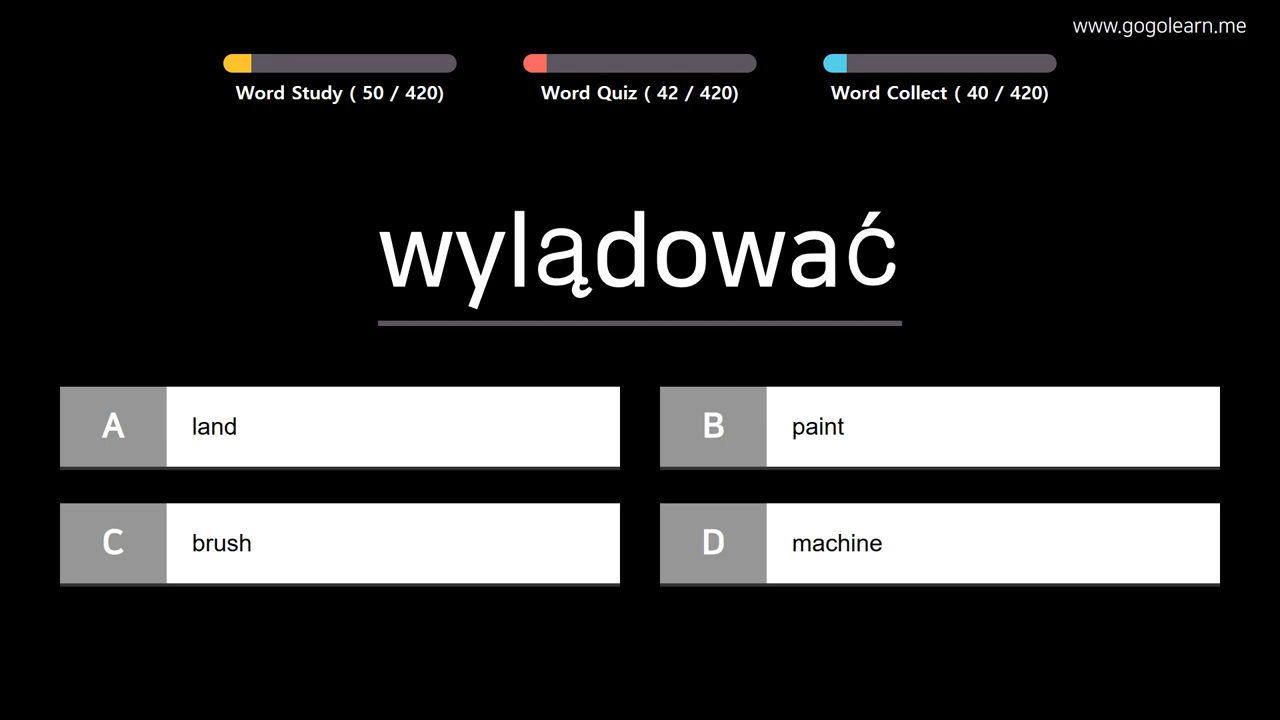 www.gogolearn.me
Word Study ( 50 / 420)
Word Quiz ( 42 / 420)
Word Collect ( 40 / 420)
wylądować
A land
B paint
C brush
D machine